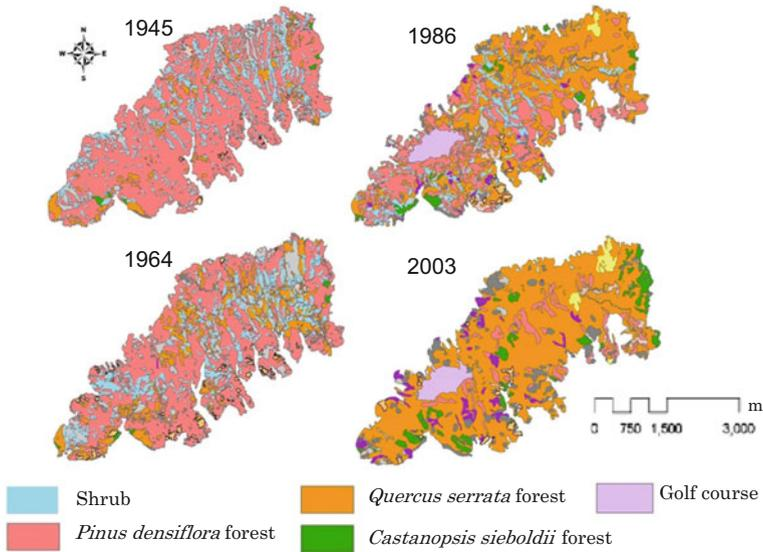 1945
N
W E
S
1986
1964
2003
m
0 750 1,500 3,000
Shrub
Quercus serrata forest
Golf course
Pinus densiflora forest
Castanopsis sieboldii forest